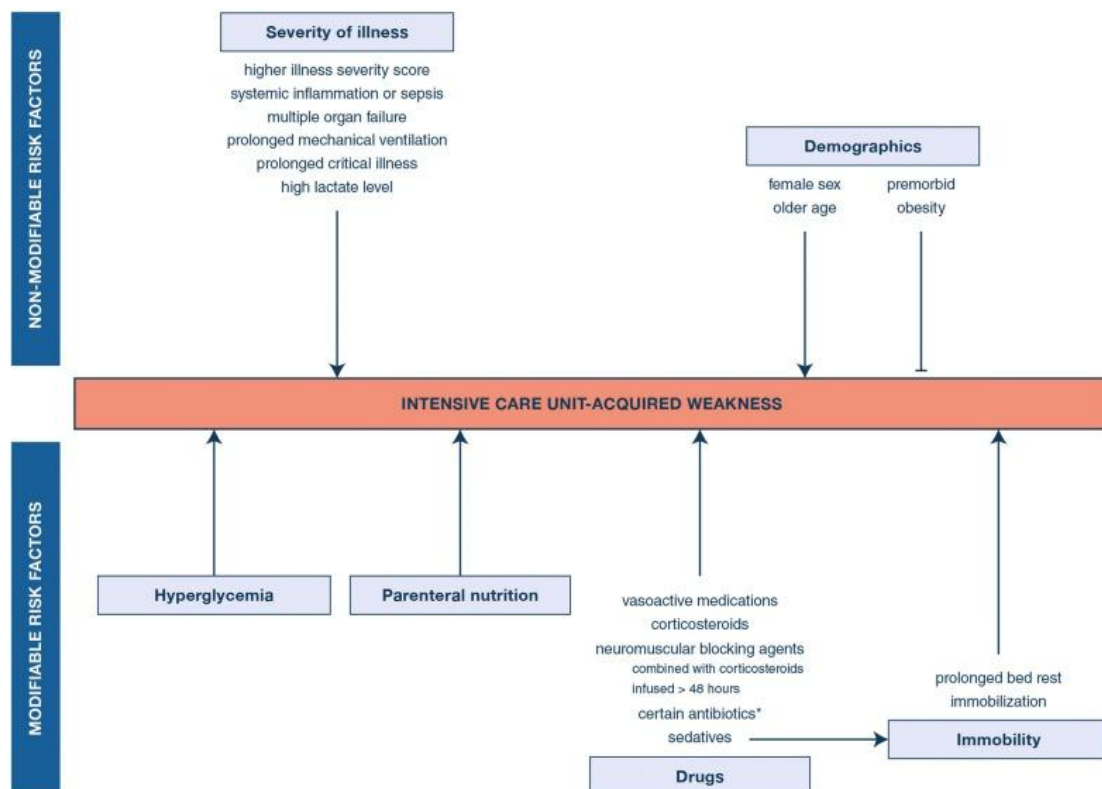 NON-MODIFIABLE RISK FACTORS
Severity of illness
higher illness severity score
systemic inflammation or sepsis
multiple organ failure
prolonged mechanical ventilation
prolonged critical illness
high lactate level
Demographics
female sex
older age
premorbid
obesity
INTENSIVE CARE UNIT-ACQUIRED WEAKNESS
MODIFIABLE RISK FACTORS
Hyperglycemia
Parenteral nutrition
vasoactive medications
corticosteroids
neuromuscular blocking agents
combined with corticosteroids
infused > 48 hours
certain antibiotics*
sedatives
Drugs
prolonged bed rest
immobilization
Immobility